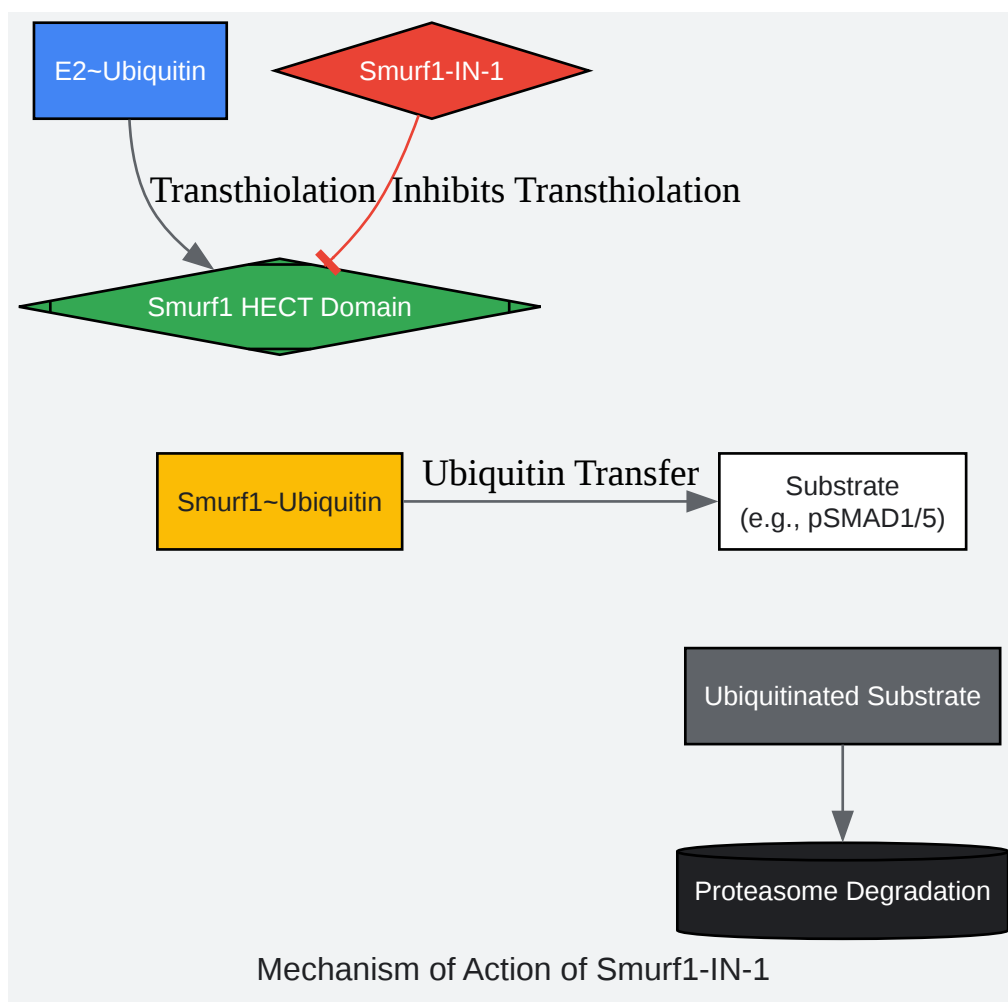 E2~Ubiquitin
Smurf1-IN-1
Transthiolation
Inhibits Transthiolation
Smurf1 HECT Domain
Smurf1~Ubiquitin
Ubiquitin Transfer
Substrate
(e.g., pSMAD1/5)
Ubiquitinated Substrate
Proteasome Degradation
Mechanism of Action of Smurf1-IN-1